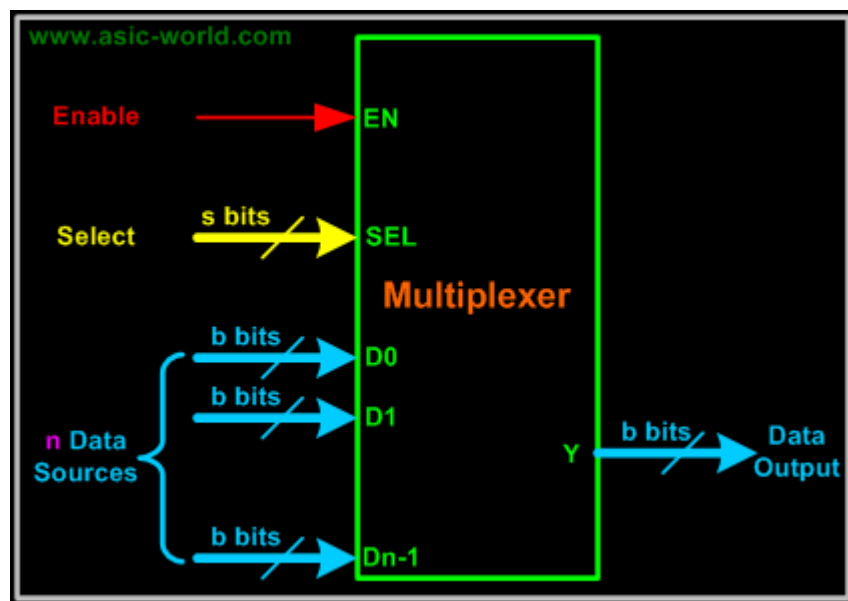 www.asic-world.com
Enable
EN
s bits
Select
SEL
Multiplexer
b bits
D0
b bits
D1
n Data
Sources
b bits
Dn-1
Y
b bits
Data
Output